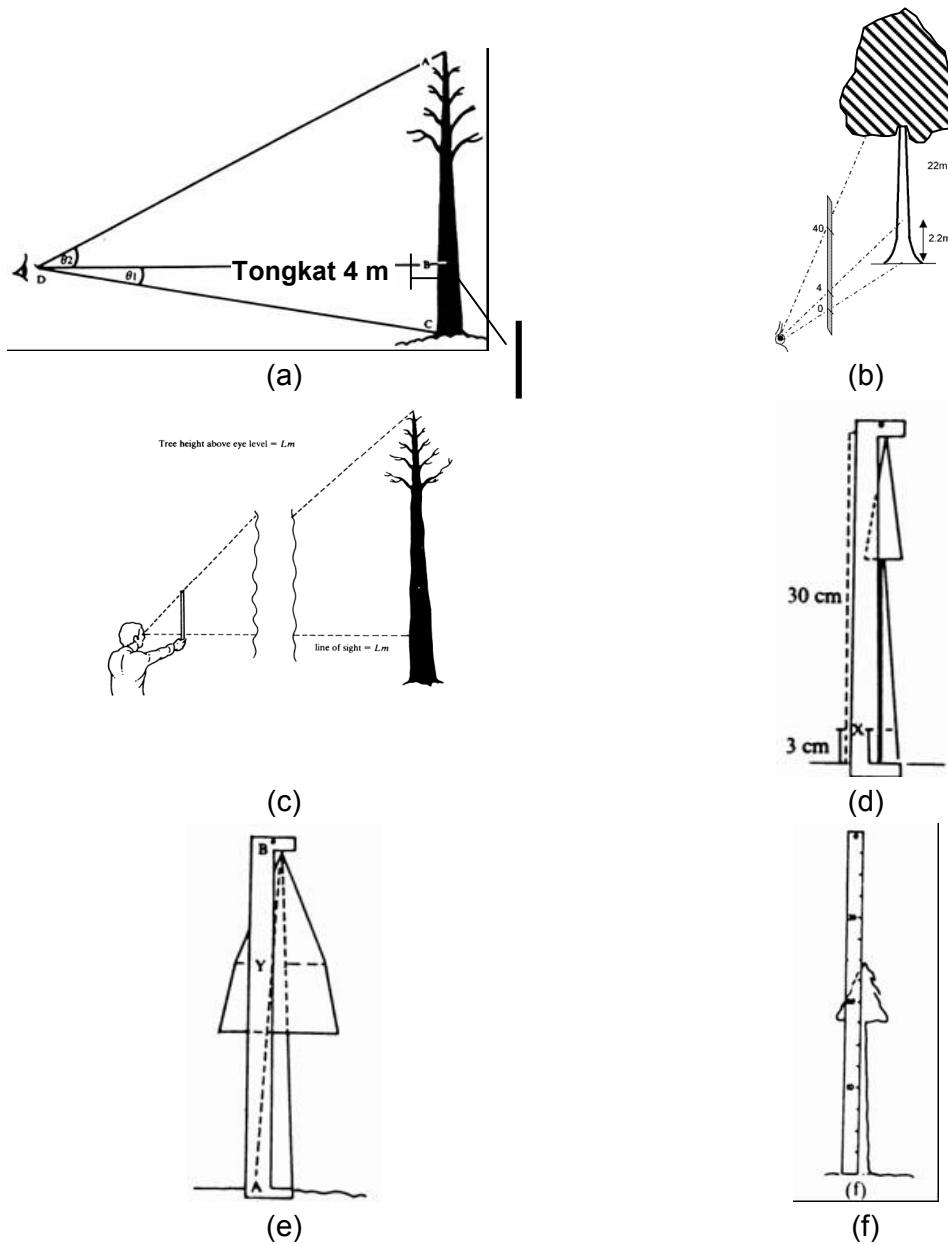 A
θ2
D
θ1
Tongkat 4 m
B
C
(a)
22m
2.2m
40
4
0
(b)
Tree height above eye level = Lm
line of sight = Lm
(c)
30 cm
X
3 cm
(d)
B
Y
A
(e)
(f)
(f)